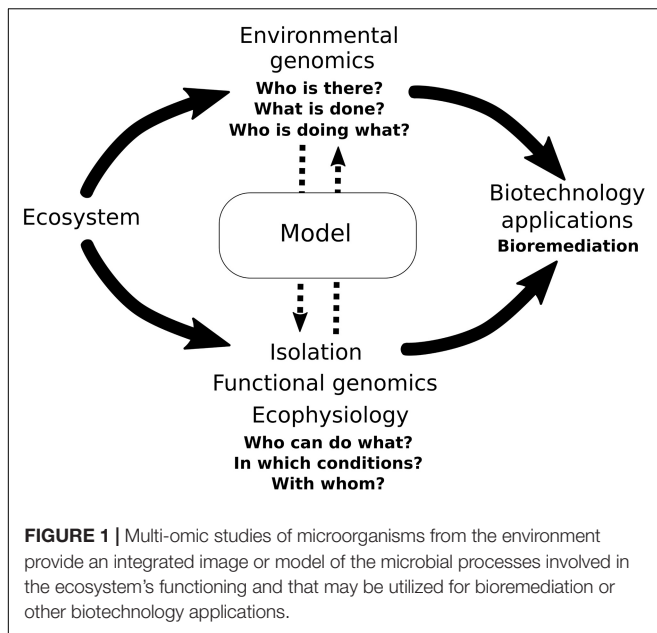 Environmental
genomics
Who is there?
What is done?
Who is doing what?
Ecosystem
Model
Biotechnology
applications
Bioremediation
Isolation
Functional genomics
Ecophysiology
Who can do what?
In which conditions?
With whom?
FIGURE 1 | Multi-omic studies of microorganisms from the environment
provide an integrated image or model of the microbial processes involved in
the ecosystem's functioning and that may be utilized for bioremediation or
other biotechnology applications.